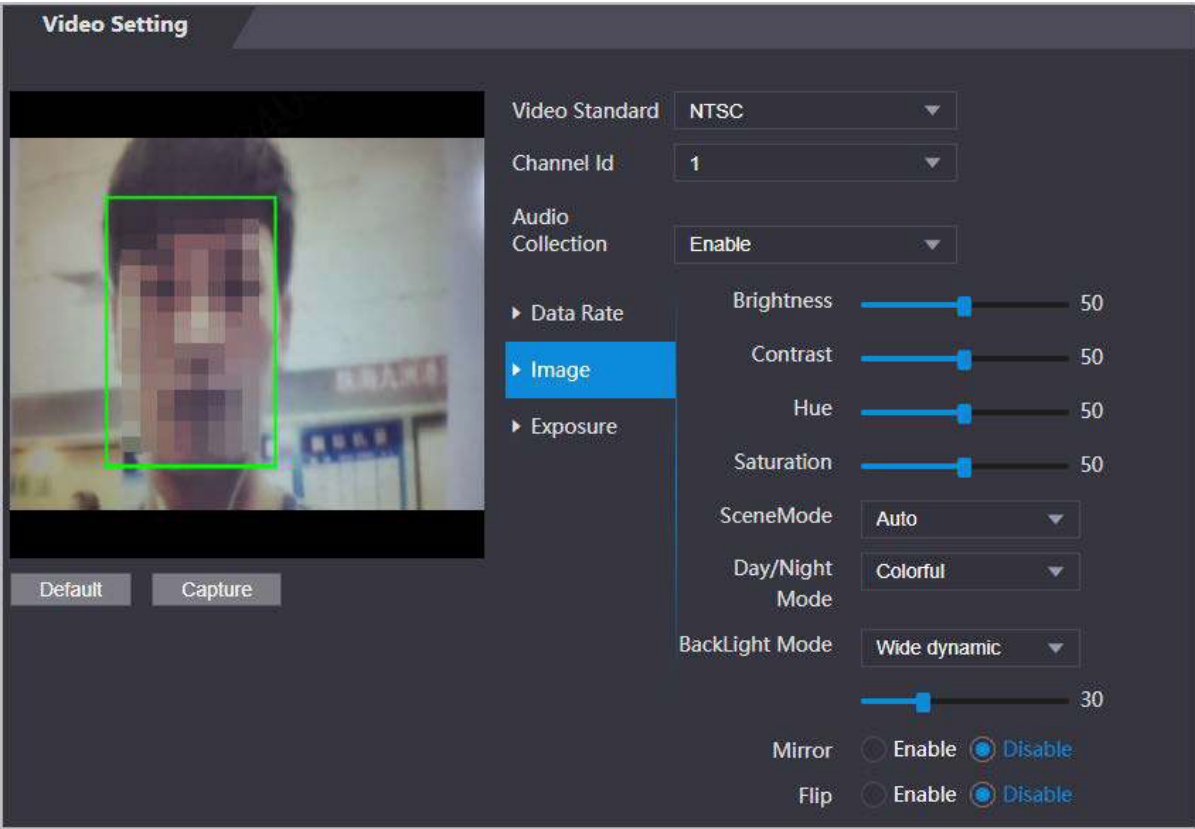 Video Setting
Video Standard NTSC
Channel Id 1
Audio
Collection Enable
Data Rate
Image
Exposure
Brightness 50
Contrast 50
Hue 50
Saturation 50
SceneMode Auto
Day/Night
Mode Colorful
BackLight Mode Wide dynamic
30
Mirror Enable Disable
Flip Enable Disable
Default Capture